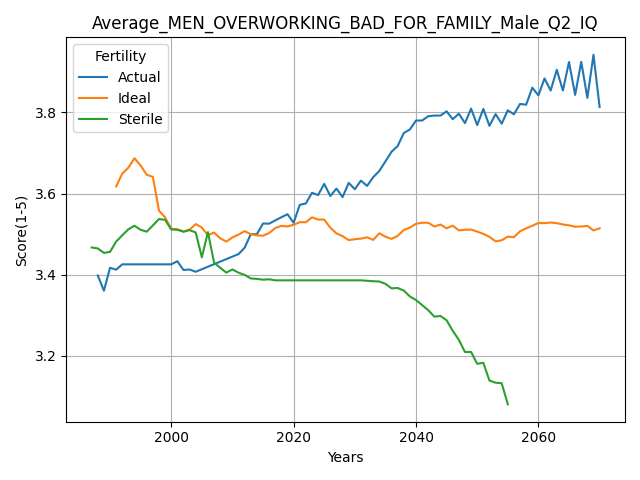 Average_MEN_OVERWORKING_BAD_FOR_FAMILY_Male_Q2_IQ
Fertility
Actual
Ideal
Sterile
Score(1-5)
3.8
3.6
3.4
3.2
2000
2020
2040
2060
Years